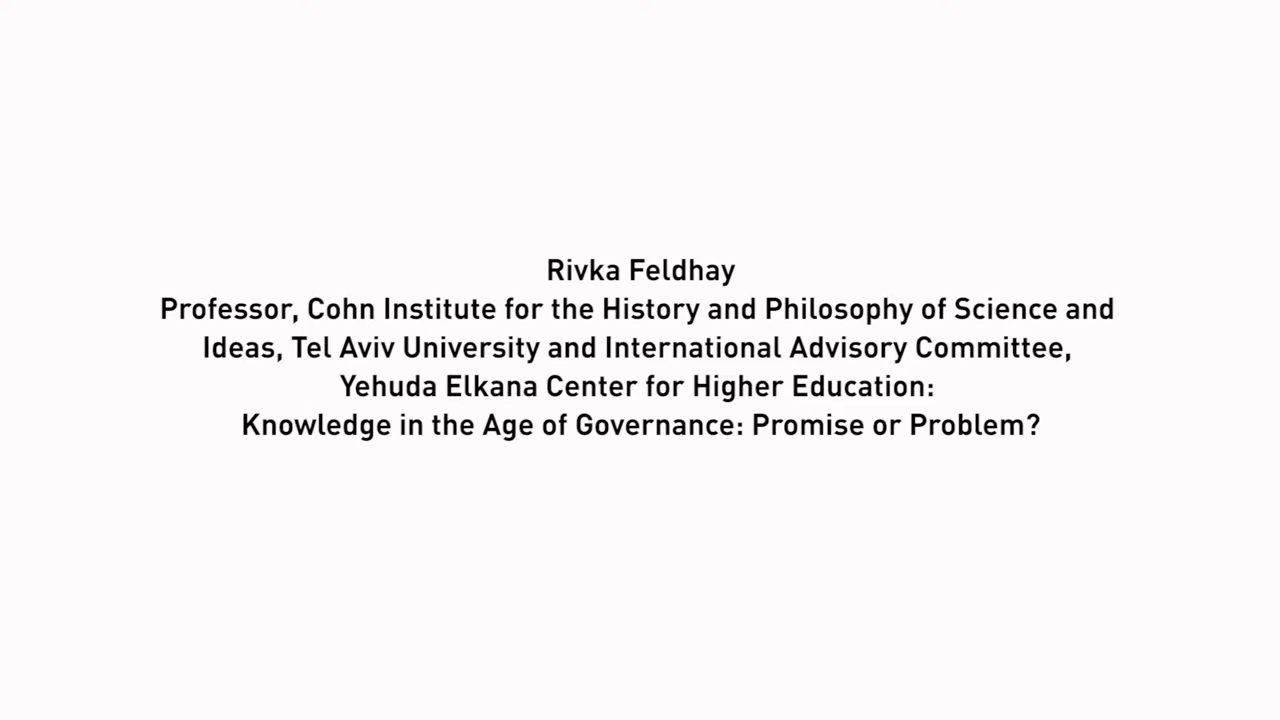 Rivka Feldhay
Professor, Cohn Institute for the History and Philosophy of Science and
Ideas, Tel Aviv University and International Advisory Committee,
Yehuda Elkana Center for Higher Education:
Knowledge in the Age of Governance: Promise or Problem?